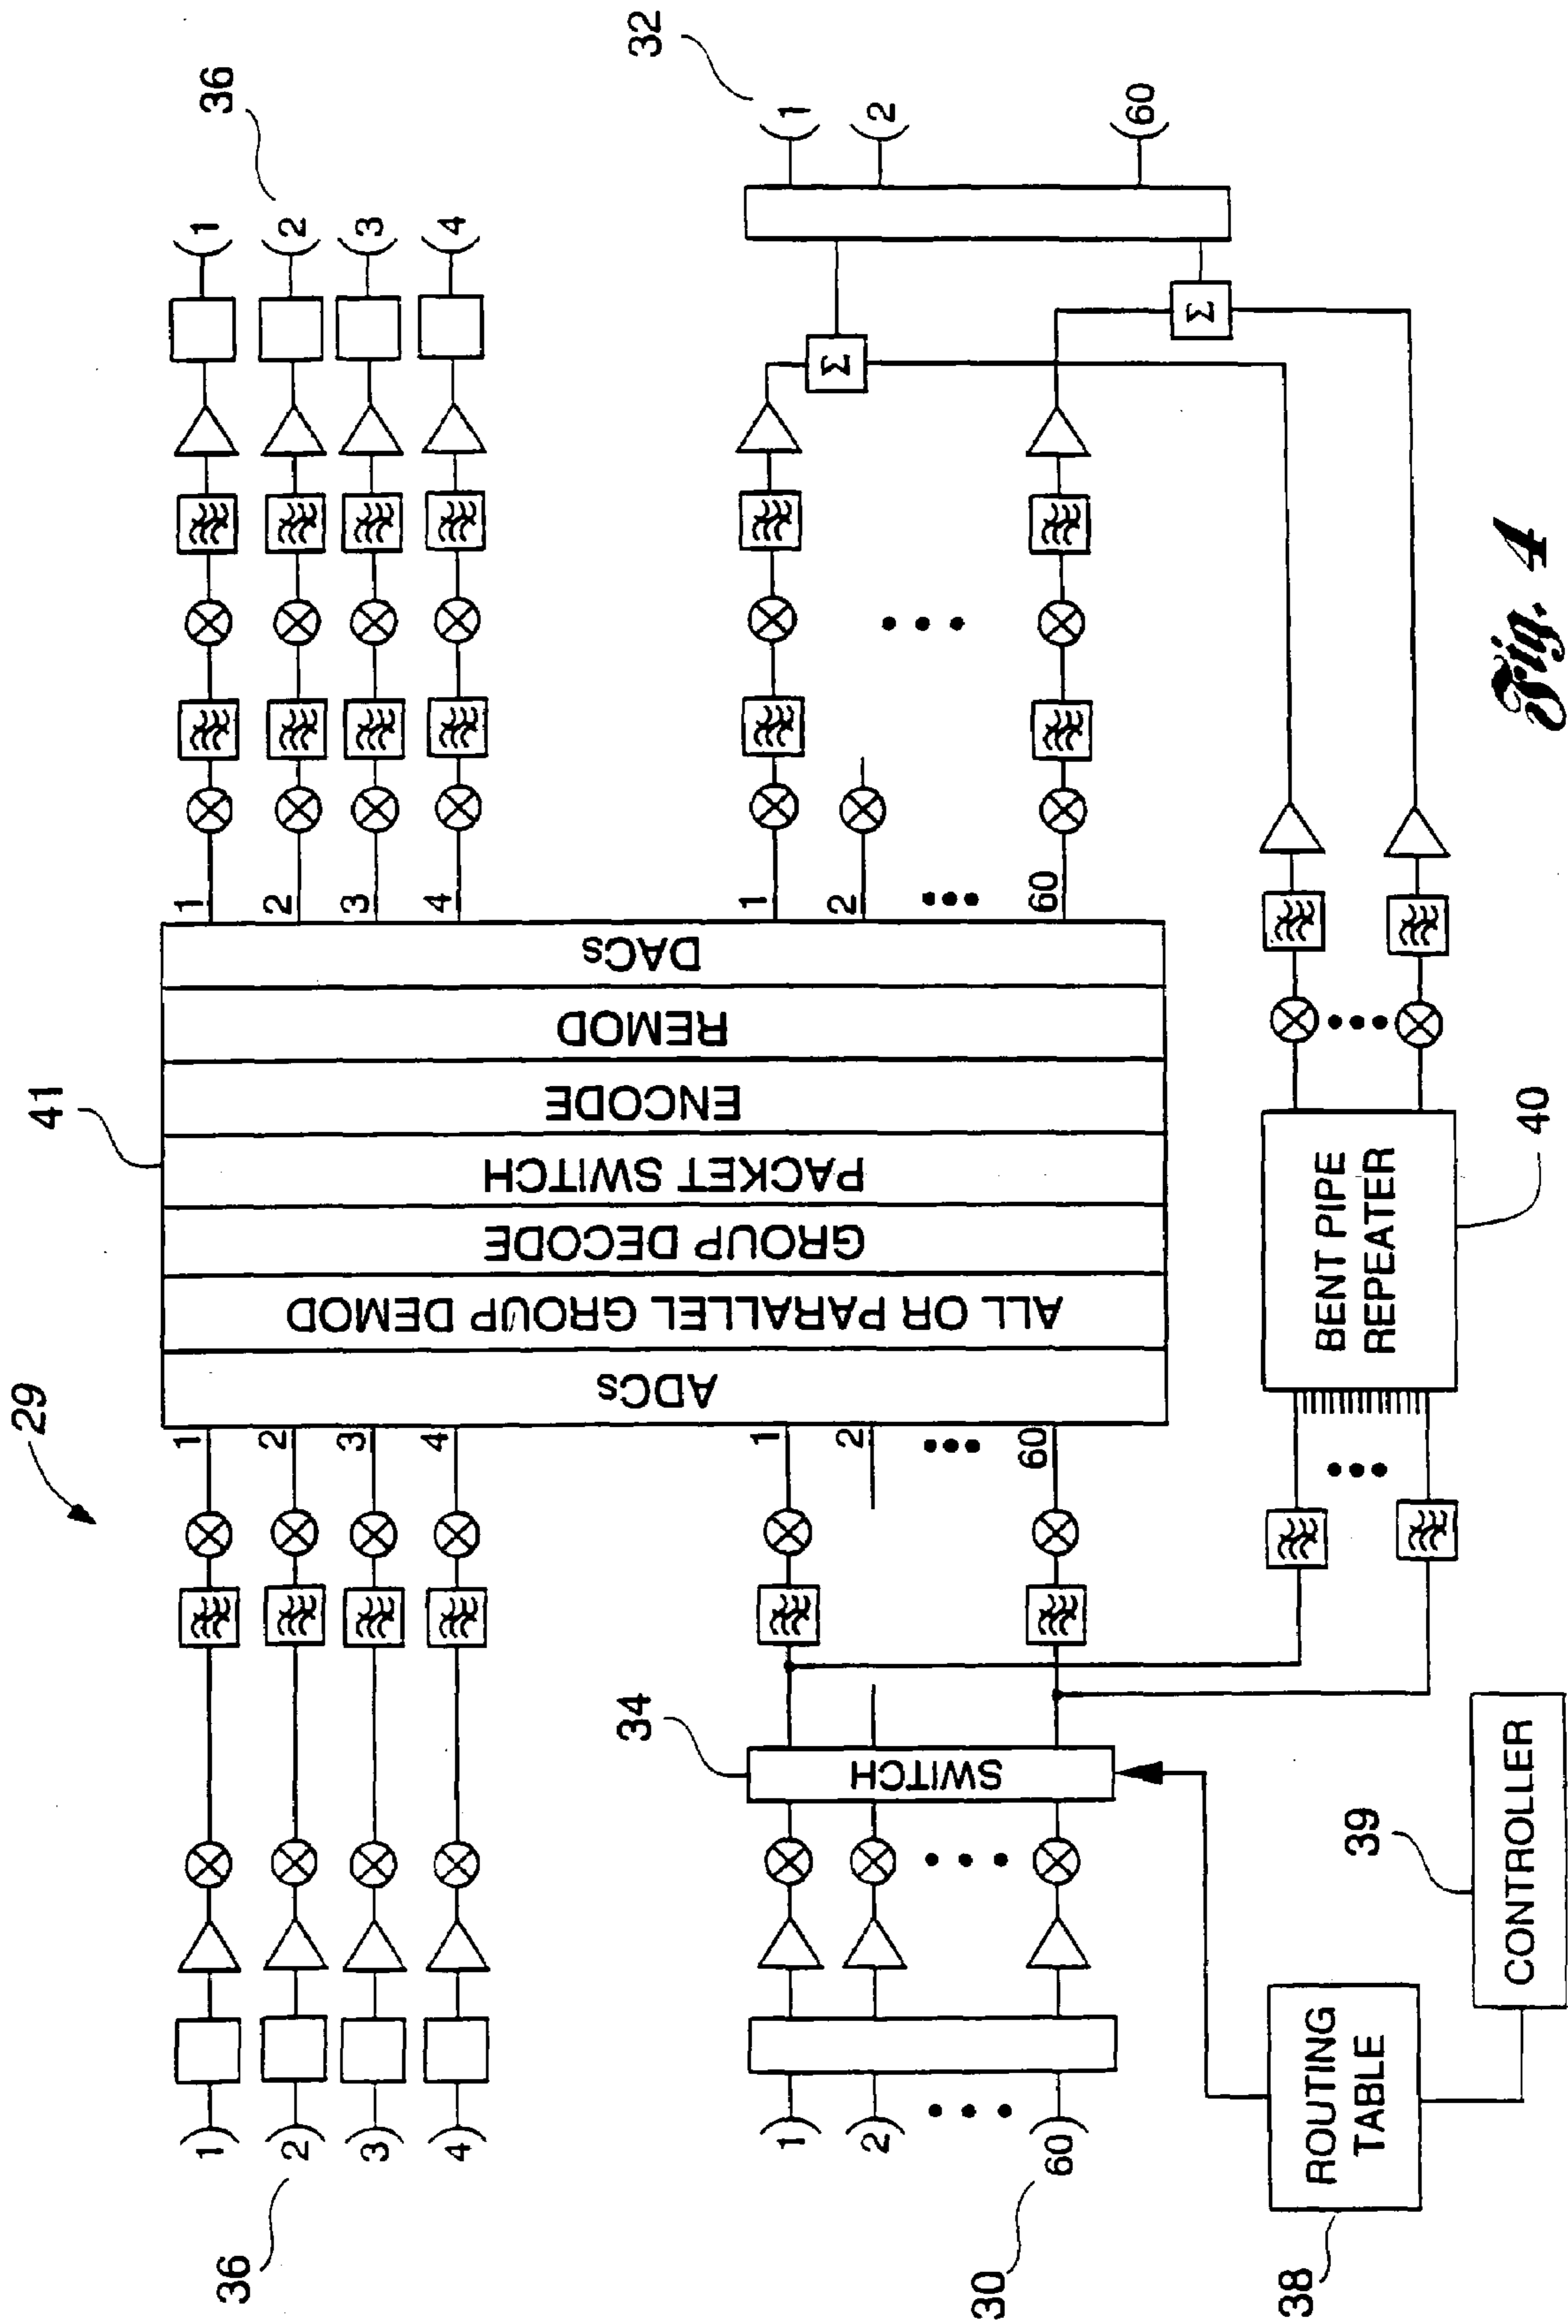 29
41
36
36
1
2
3
4
1
2
3
4
1
2
3
4
1
2
3
4
ADCs
ALL OR PARALLEL GROUP DEMOD
GROUP DECODE
PACKET SWITCH
ENCODE
REMOD
DACs
30
1
2
60
34
SWITCH
1
2
60
1
2
60
Σ
Σ
32
1
2
60
38
ROUTING
TABLE
39
CONTROLLER
BENT PIPE
REPEATER
40
Fig. 4